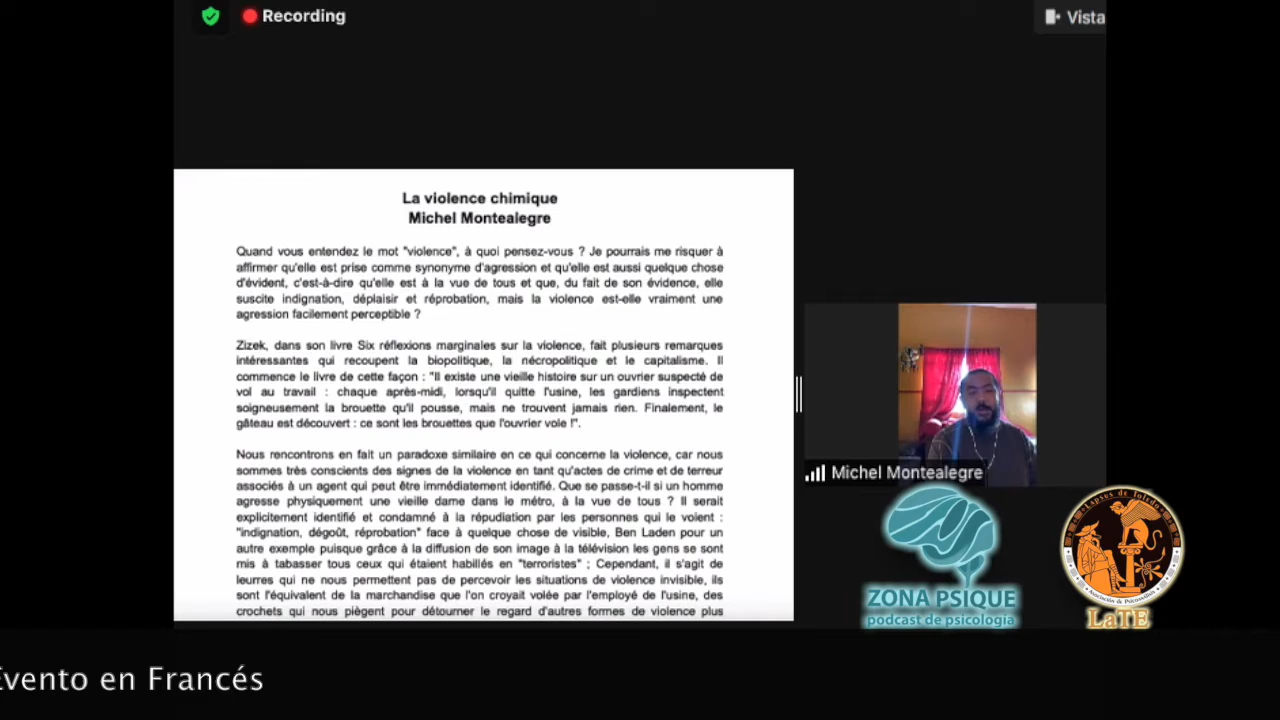 Recording
Vista
La violence chimique
Michel Montealegre
Quand vous entendez le mot "violence", à quoi pensez-vous ? Je pourrais me risquer à
affirmer qu'elle est prise comme synonyme d'agression et qu'elle est aussi quelque chose
d'évident, c'est-à-dire qu'elle est à la vue de tous et que, du fait de son évidence, elle
suscite indignation, déplaisir et réprobation, mais la violence est-elle vraiment une
agression facilement perceptible ?
Zizek, dans son livre Six réflexions marginales sur la violence, fait plusieurs remarques
intéressantes qui recoupent la biopolitique, la nécropolitique et le capitalisme. Il
commence le livre de cette façon : "Il existe une vieille histoire sur un ouvrier suspecté de
vol au travail : chaque après-midi, lorsqu'il quitte l'usine, les gardiens inspectent
soigneusement la brouette qu'il pousse, mais ne trouvent jamais rien. Finalement, le
gâteau est découvert : ce sont les brouettes que l'ouvrier vole !".
Nous rencontrons en fait un paradoxe similaire en ce qui concerne la violence, car nous
sommes très conscients des signes de la violence en tant qu'actes de crime et de terreur
associés à un agent qui peut être immédiatement identifié. Que se passe-t-il si un homme
agresse physiquement une vieille dame dans le métro, à la vue de tous ? Il serait
explicitement identifié et condamné à la répudiation par les personnes qui le voient :
"indignation, dégoût, réprobation" face à quelque chose de visible, Ben Laden pour un
autre exemple puisque grâce à la diffusion de son image à la télévision les gens se sont
mis à tabasser tous ceux qui étaient habillés en "terroristes" ; Cependant, il s'agit de
leurres qui ne nous permettent pas de percevoir les situations de violence invisible, ils
sont l'équivalent de la marchandise que l'on croyait volée par l'employé de l'usine, des
crochets qui nous piègent pour détourner le regard d'autres formes de violence plus
Michel Montealegre
ZONA PSIQUE
podcast de psicología
Lapsus de Toledo
Asociación de Psicoanálisis
LaTE
Evento en Francés